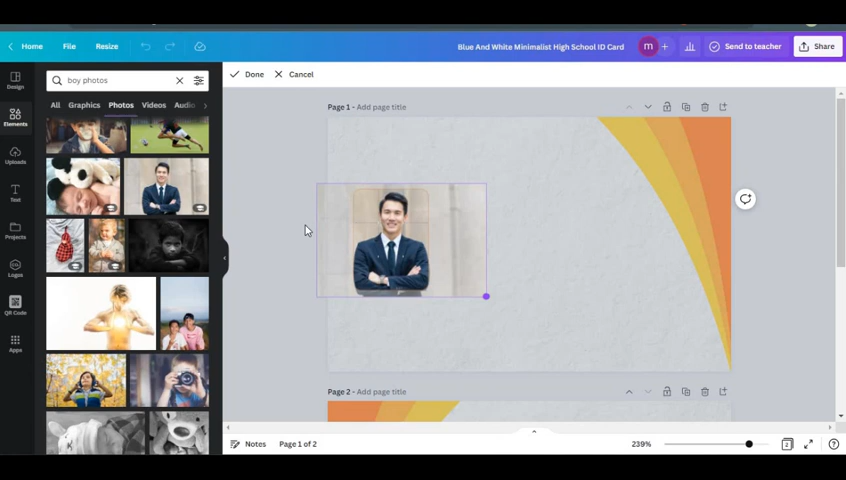 Home File Resize Blue And White Minimalist High School ID Card m + Send to teacher Share
boy photos
Done Cancel
All Graphics Photos Videos Audio
Page 1 - Add page title
Design
Elements
Uploads
Text
Projects
Logos
QR Code
Apps
Page 2 - Add page title
Notes Page 1 of 2 239% 2 ?